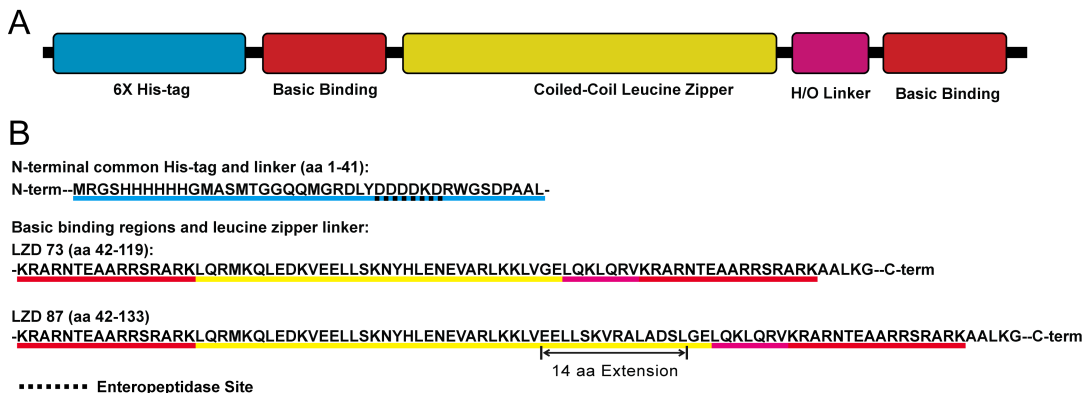 A
6X His-tag
Basic Binding
Coiled-Coil Leucine Zipper
H/O Linker
Basic Binding
B
N-terminal common His-tag and linker (aa 1-41):
N-term--MRGSHHHHHHGMASMTGGQQMGRDLYDDDDKDRWGSDPAAL-
Basic binding regions and leucine zipper linker:
LZD 73 (aa 42-119):
-KRARNTEAARRSRARKLQRMKQLEDKVEELLSKNYHLENEVARLKKLVGELQKLQRVKRARNTEAARRSRARKAALKG--C-term
LZD 87 (aa 42-133)
-KRARNTEAARRSRARKLQRMKQLEDKVEELLSKNYHLENEVARLKKLVEELLSKVRALADSLGELQKLQRVKRARNTEAARRSRARKAALKG--C-term
14 aa Extension
Enteropeptidase Site